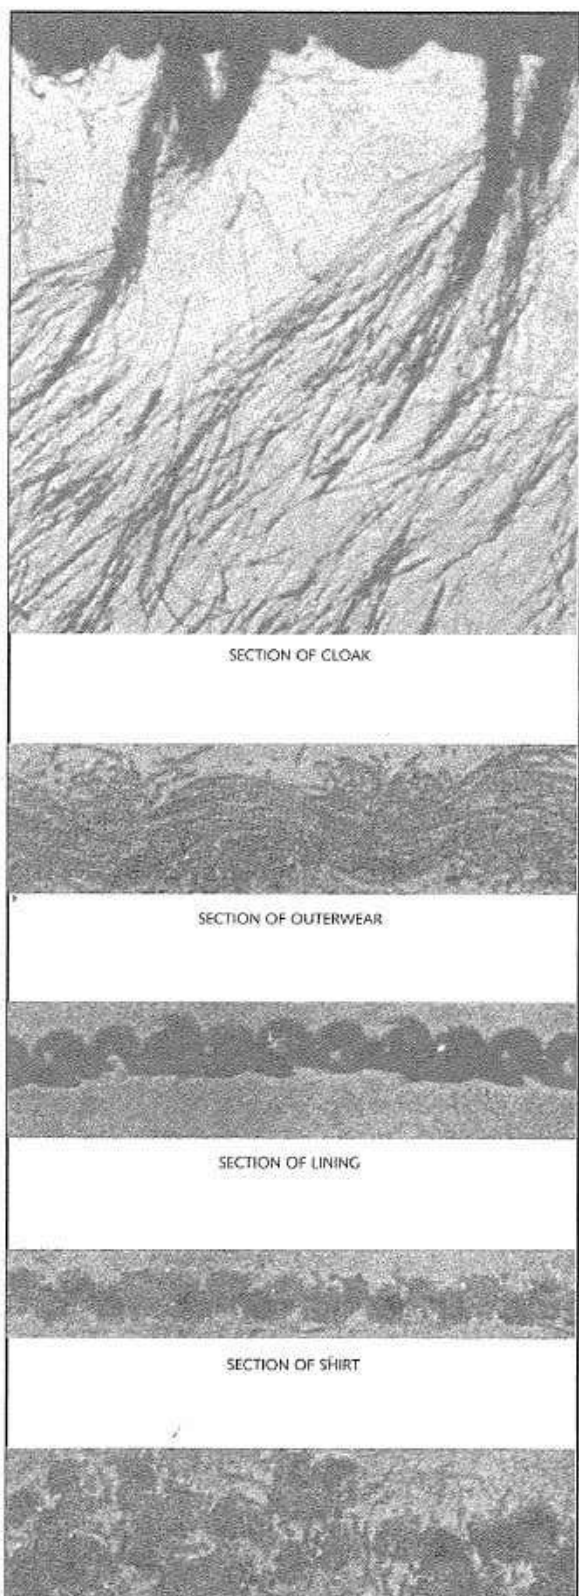 SECTION OF CLOAK
SECTION OF OUTERWEAR
SECTION OF LINING
SECTION OF SHIRT